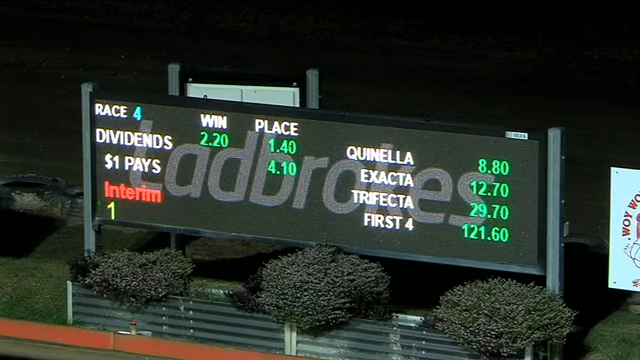 RACE 4
WIN PLACE
DIVIDENDS 2.20 1.40
$1 PAYS 4.10
Interim
1
QUINELLA 8.80
EXACTA 12.70
TRIFECTA 29.70
FIRST 4 121.60
Ladbrokes
WOY WO